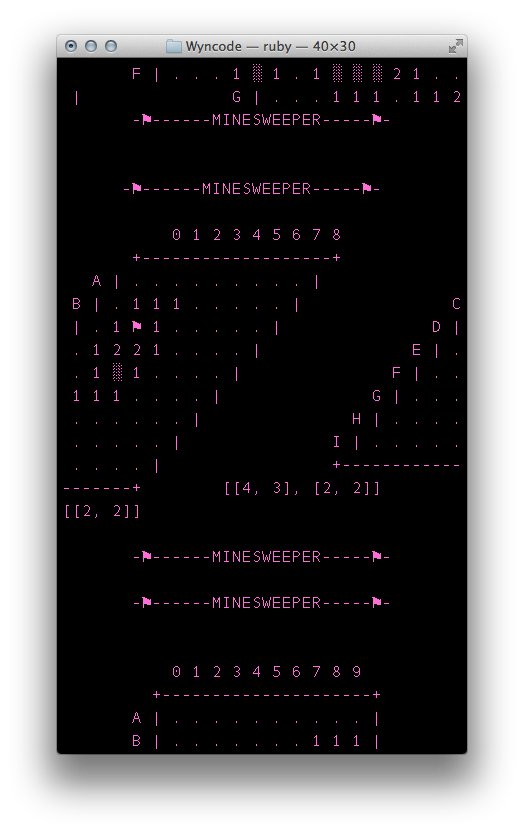 Wyncode — ruby — 40×30
F | . . . 1 ▒ 1 . 1 ▒ ▒ ▒ 2 1 . .
| G | . . . 1 1 1 . 1 1 2
-⚑------MINESWEEPER-----⚑-
-⚑------MINESWEEPER-----⚑-
0 1 2 3 4 5 6 7 8
+-------------------+
A | . . . . . . . . . |
B | . 1 1 1 . . . . . | C
| . 1 ⚑ 1 . . . . . | D |
. 1 2 2 1 . . . . | E | .
. 1 ▒ 1 . . . . | F | . .
1 1 1 . . . . | G | . . .
. . . . . . | H | . . . .
. . . . . | I | . . . . .
. . . . | +------------
-------+ [[4, 3], [2, 2]]
[[2, 2]]
-⚑------MINESWEEPER-----⚑-
-⚑------MINESWEEPER-----⚑-
0 1 2 3 4 5 6 7 8 9
+---------------------+
A | . . . . . . . . . . |
B | . . . . . . . 1 1 1 |